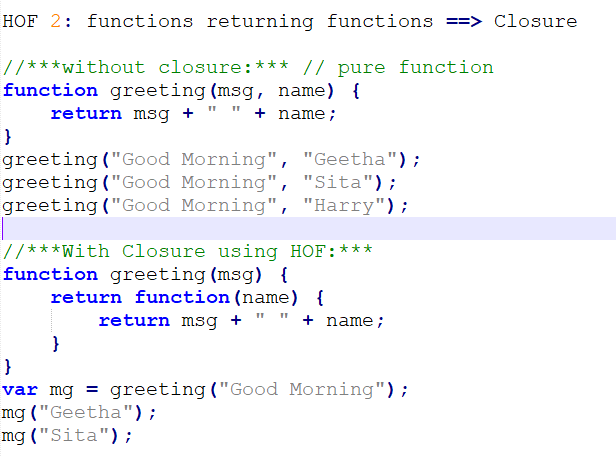 HOF 2: functions returning functions ==> Closure
//***without closure:*** // pure function
function greeting(msg, name) {
    return msg + " " + name;
}
greeting("Good Morning", "Geetha");
greeting("Good Morning", "Sita");
greeting("Good Morning", "Harry");
//***With Closure using HOF:***
function greeting(msg) {
    return function(name) {
        return msg + " " + name;
    }
}
var mg = greeting("Good Morning");
mg("Geetha");
mg("Sita");